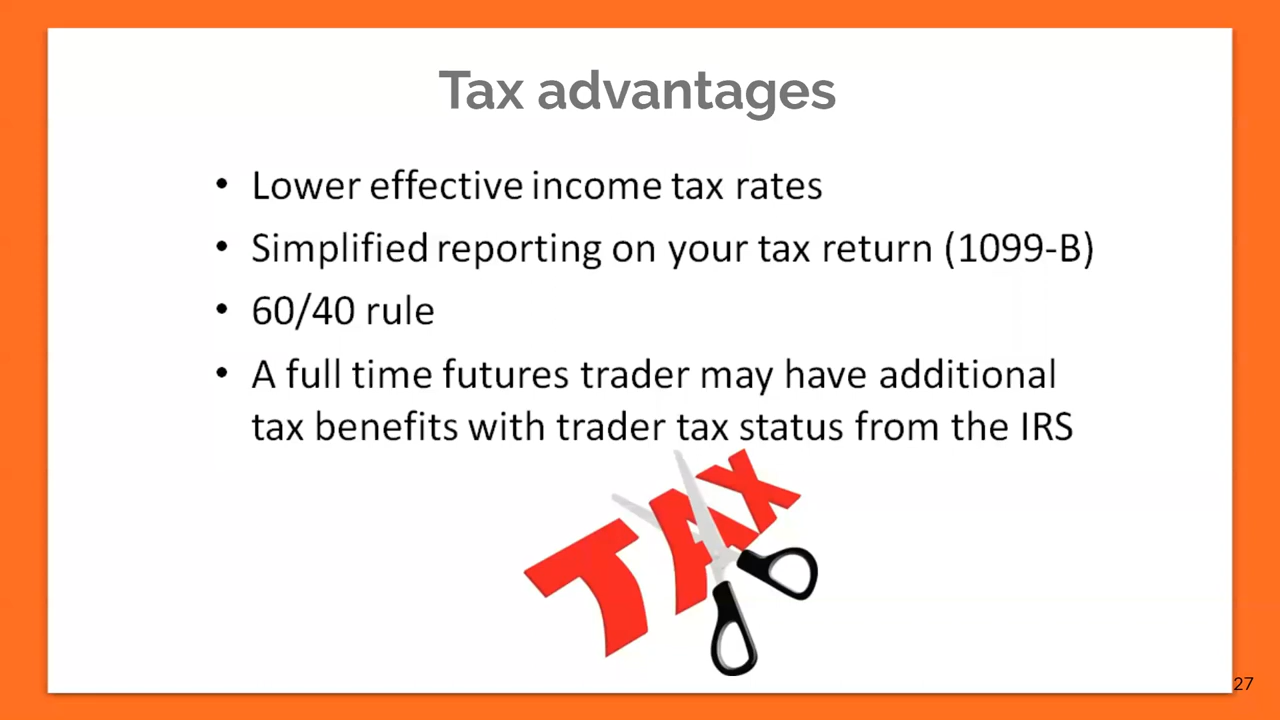 Tax advantages
• Lower effective income tax rates
• Simplified reporting on your tax return (1099-B)
• 60/40 rule
• A full time futures trader may have additional
tax benefits with trader tax status from the IRS
TAX
27